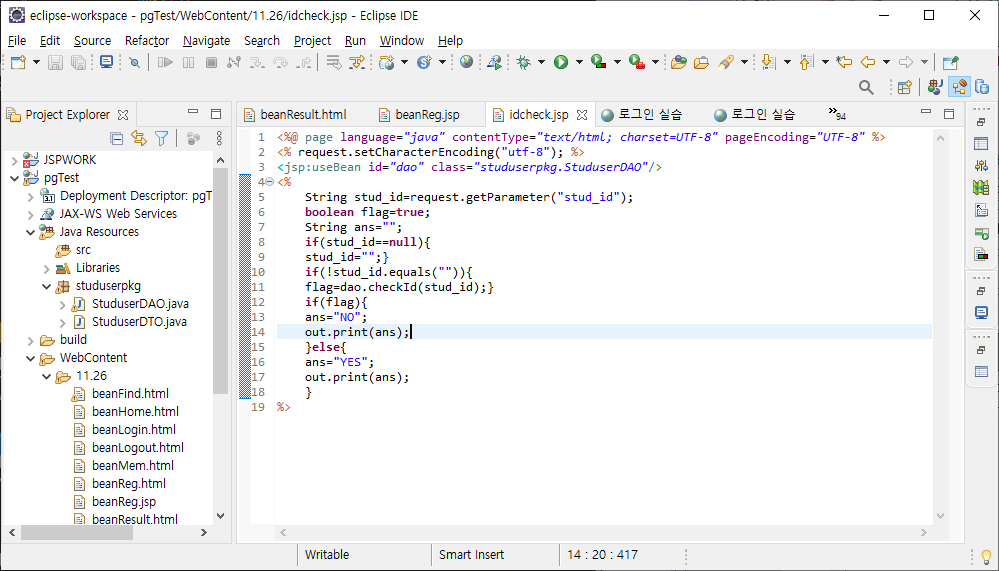 eclipse-workspace - pgTest/WebContent/11.26/idcheck.jsp - Eclipse IDE
File Edit Source Refactor Navigate Search Project Run Window Help
Project Explorer
JSPWORK
pgTest
Deployment Descriptor: pgT
JAX-WS Web Services
Java Resources
src
Libraries
studuserpkg
StuduserDAO.java
StuduserDTO.java
build
WebContent
11.26
beanFind.html
beanHome.html
beanLogin.html
beanLogout.html
beanMem.html
beanReg.html
beanReg.jsp
beanResult.html
beanResult.html beanReg.jsp idcheck.jsp 로그인 실습 로그인 실습 »94
1 <%@ page language="java" contentType="text/html; charset=UTF-8" pageEncoding="UTF-8" %>
2 <% request.setCharacterEncoding("utf-8"); %>
3 <jsp:useBean id="dao" class="studuserpkg.StuduserDAO"/>
4 <%
5 String stud_id=request.getParameter("stud_id");
6 boolean flag=true;
7 String ans="";
8 if(stud_id==null){
9 stud_id="";}
10 if(!stud_id.equals("")){
11 flag=dao.checkId(stud_id);}
12 if(flag){
13 ans="NO";
14 out.print(ans);
15 }else{
16 ans="YES";
17 out.print(ans);
18 }
19 %>
Writable Smart Insert 14 : 20 : 417